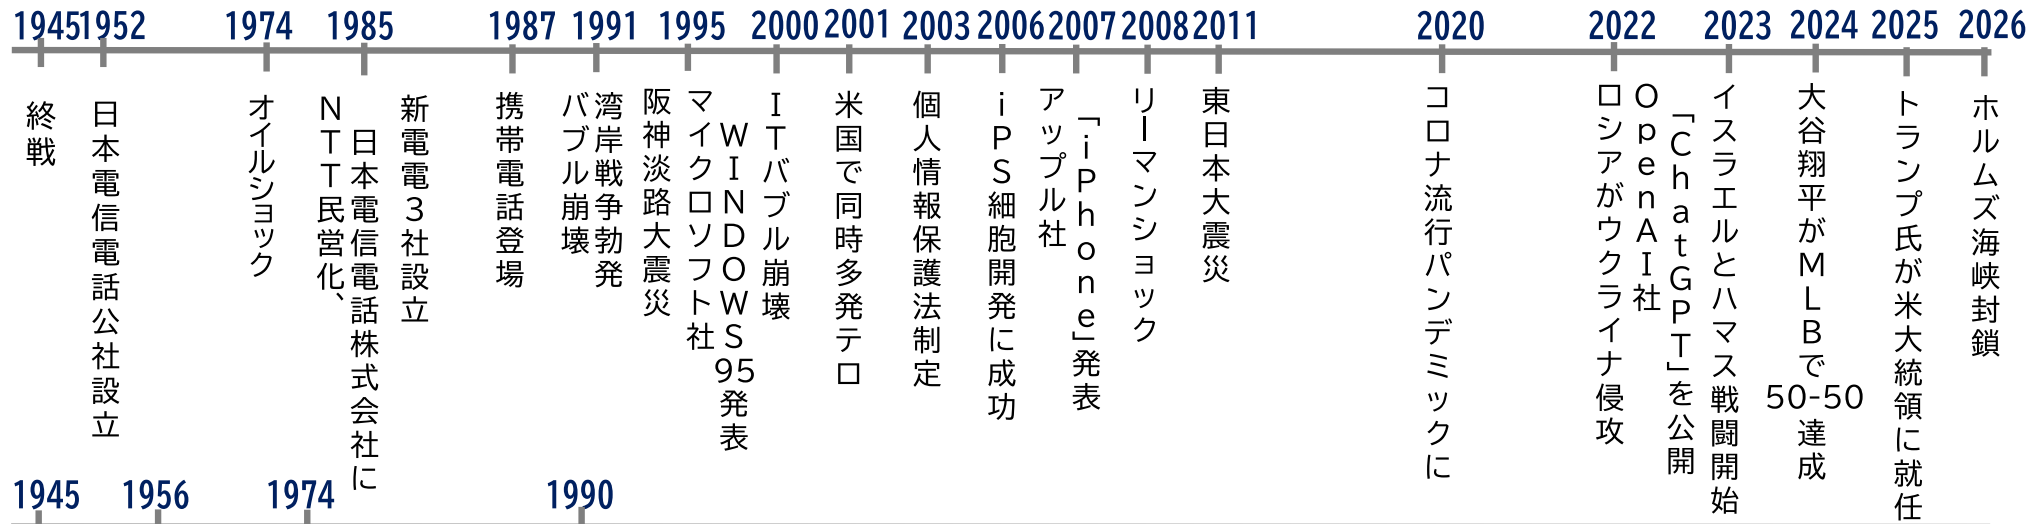 1945
1952
1974
1985
1987
1991
1995
2000
2001
2003
2006
2007
2008
2011
2020
2022
2023
2024
2025
2026
終戦
日本電信電話公社設立
オイルショック
NTT民営化、
日本電信電話株式会社に
新電電3社設立
携帯電話登場
バブル崩壊
湾岸戦争勃発
阪神淡路大震災
マイクロソフト社
WINDOWS95発表
ITバブル崩壊
米国で同時多発テロ
個人情報保護法制定
iPS細胞開発に成功
アップル社
「iPhone」発表
リーマンショック
東日本大震災
コロナ流行パンデミックに
ロシアがウクライナ侵攻
OpenAI社
「ChatGPT」を公開
イスラエルとハマス戦闘開始
大谷翔平がMLBで50-50達成
トランプ氏が米大統領に就任
ホルムズ海峡封鎖
1945
1956
1974
1990